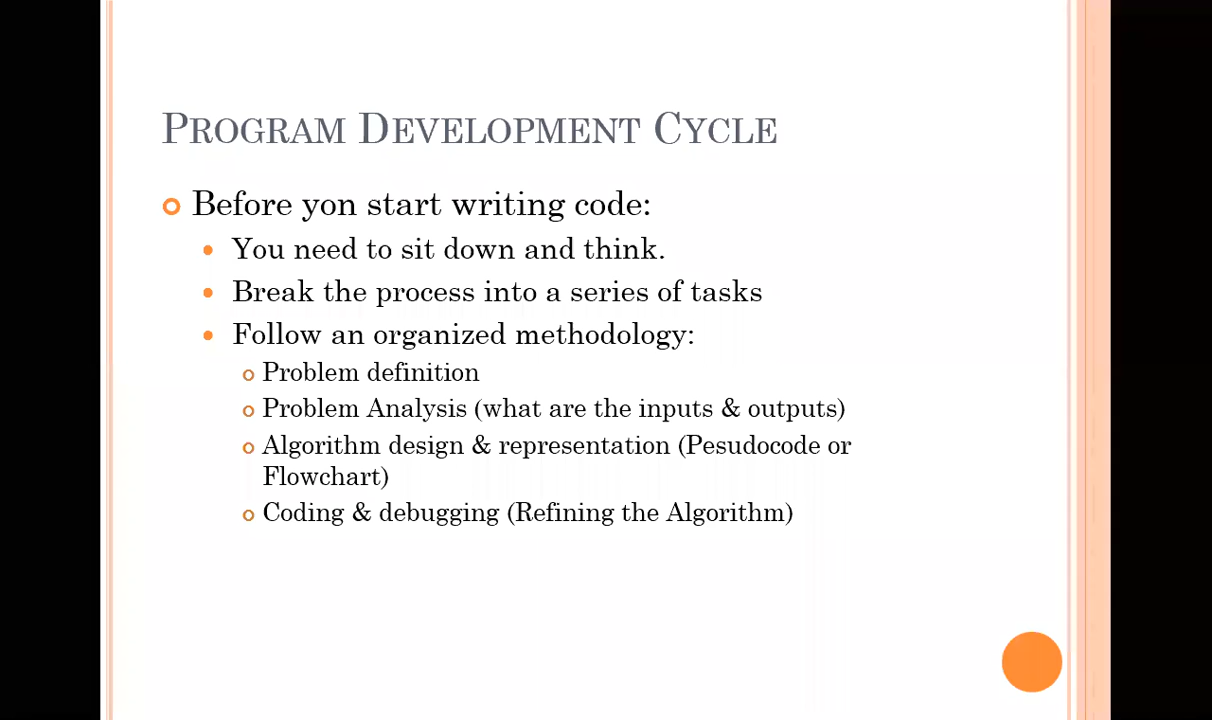 Program Development Cycle
Before yon start writing code:
You need to sit down and think.
Break the process into a series of tasks
Follow an organized methodology:
Problem definition
Problem Analysis (what are the inputs & outputs)
Algorithm design & representation (Pesudocode or
Flowchart)
Coding & debugging (Refining the Algorithm)